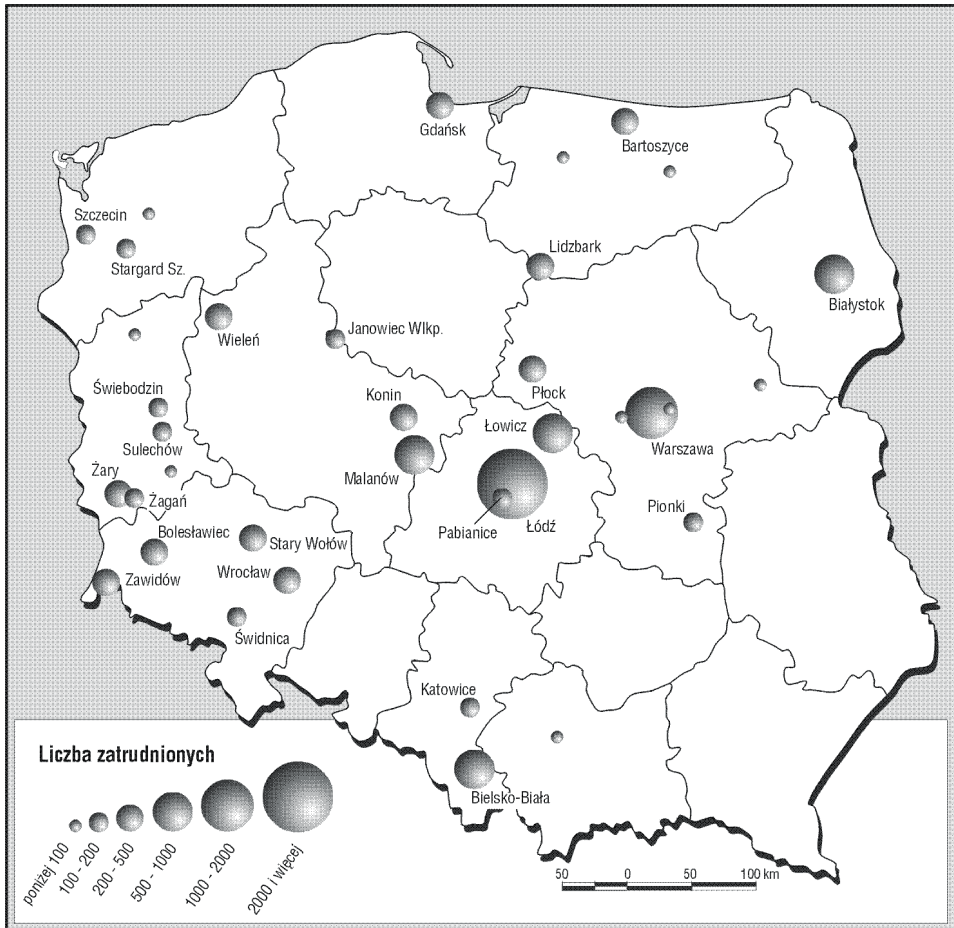 Gdańsk
Bartoszyce
Szczecin
Stargard Sz.
Lidzbark
Białystok
Wieleń
Janowiec Wlkp.
Płock
Świebodzin
Konin
Łowicz
Sulechów
Warszawa
Malanów
Żary
Żagań
Pionki
Pabianice
Łódź
Bolesławiec
Stary Wołów
Zawidów
Wrocław
Świdnica
Katowice
Bielsko-Biała
Liczba zatrudnionych
poniżej 100
100 - 200
200 - 500
500 - 1000
1000 - 2000
2000 i więcej
50 0 50 100 km